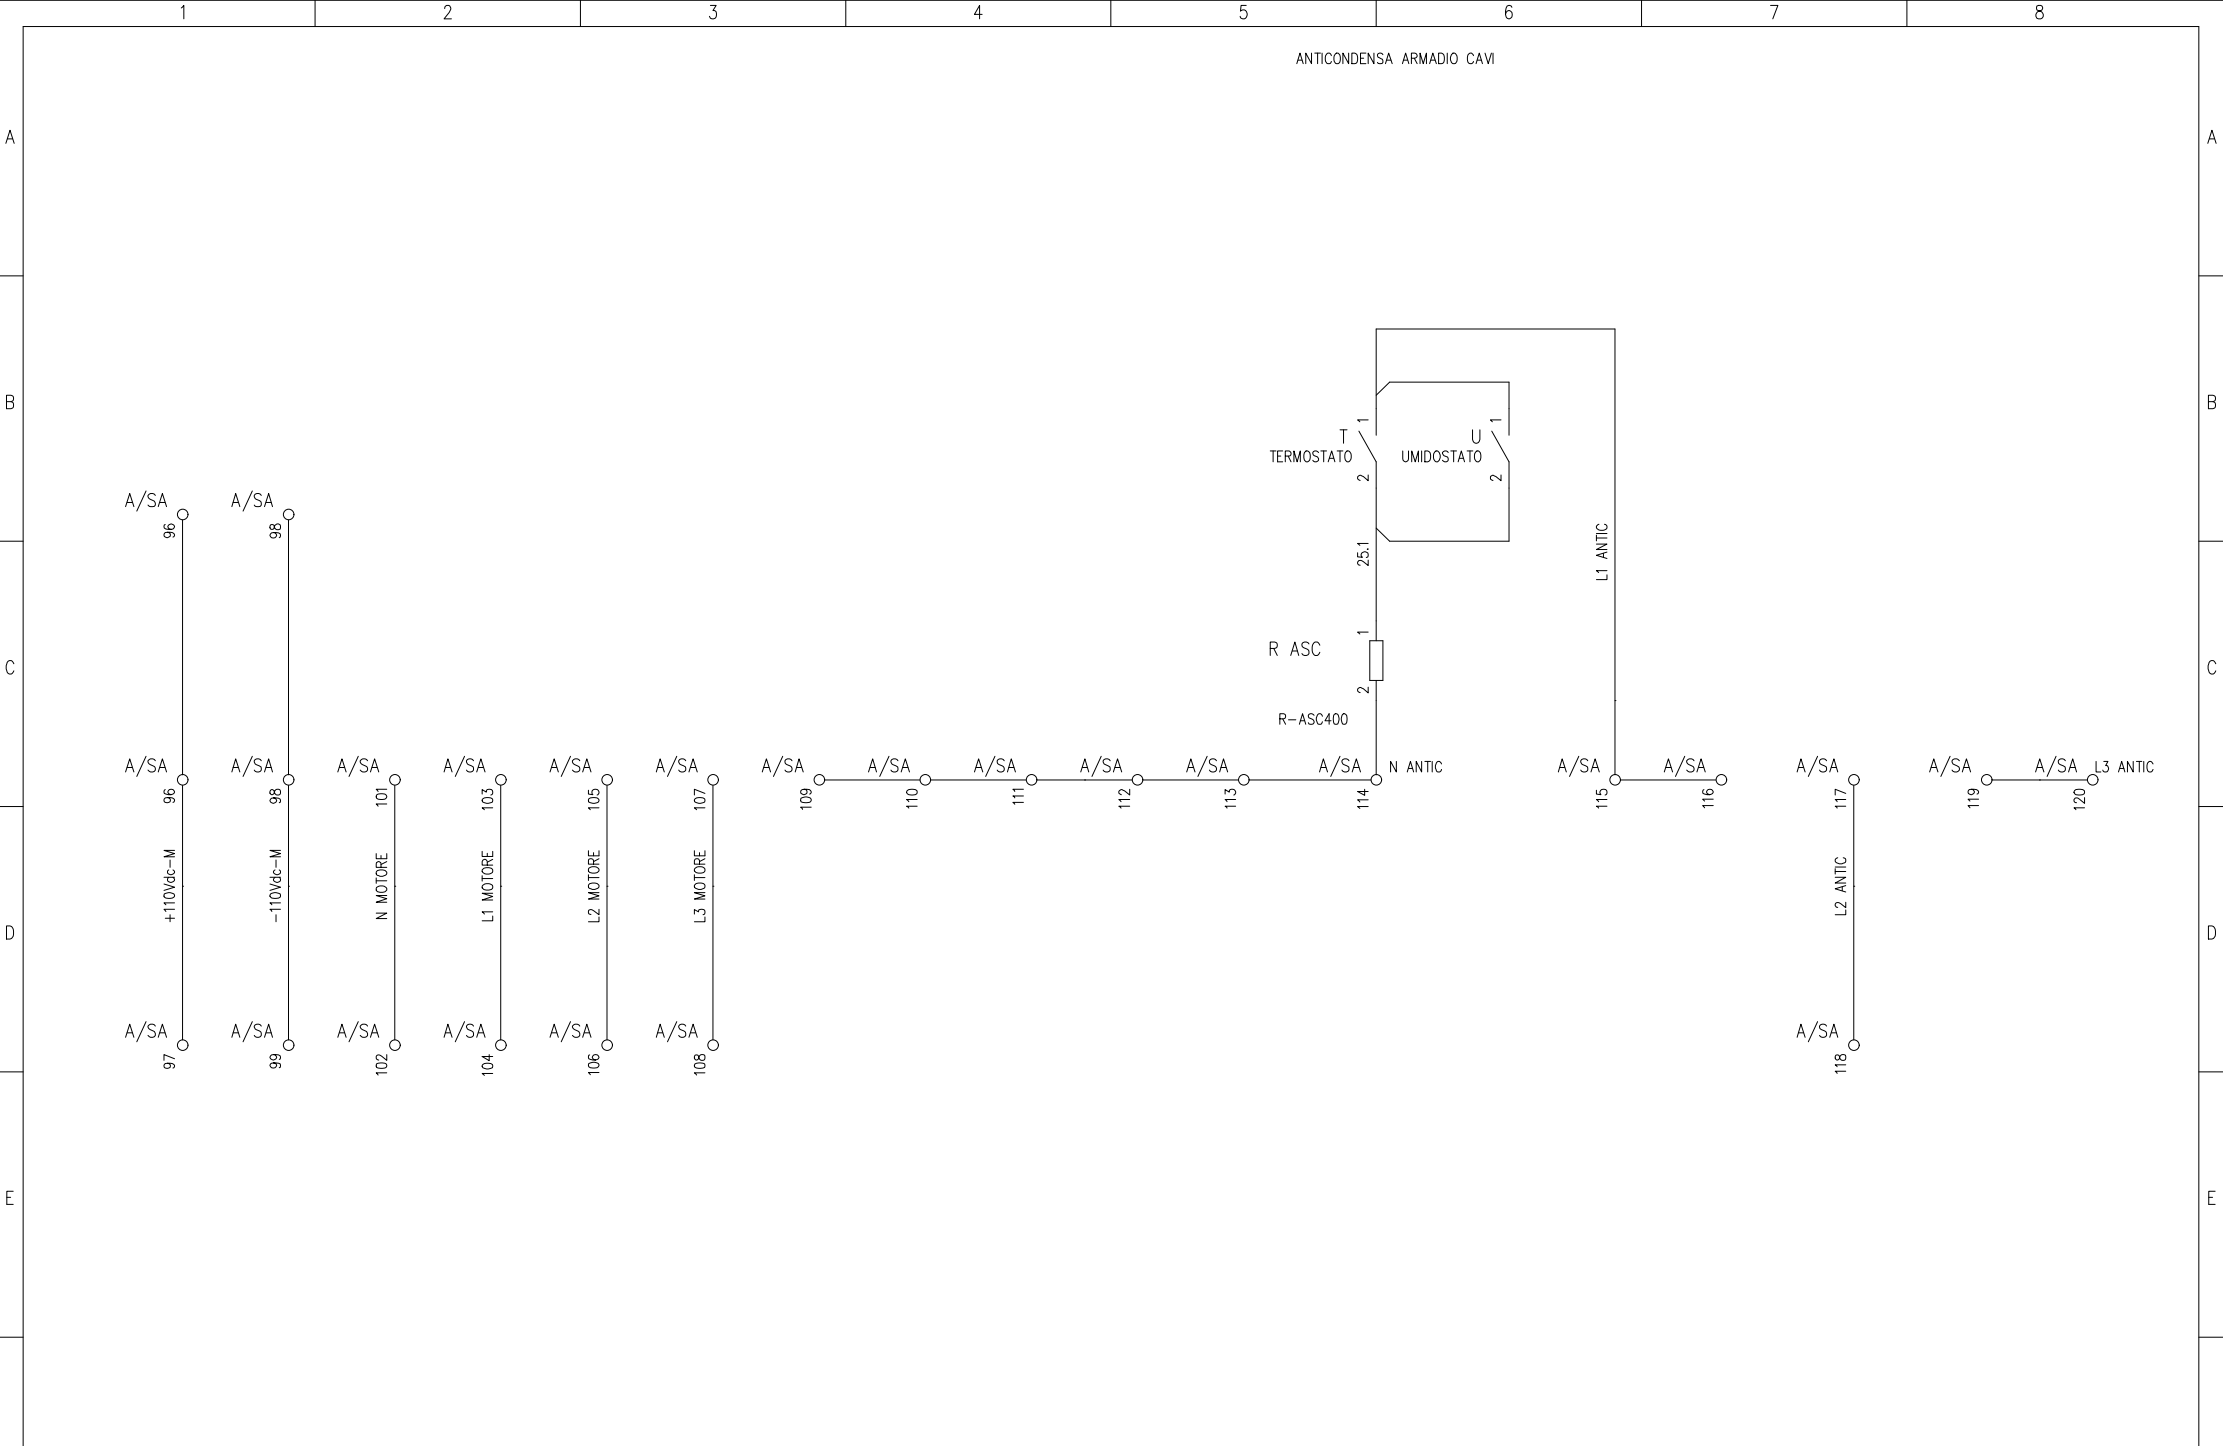 1 2 3 4 5 6 7 8
ANTICONDENSA ARMADIO CAVI
A A
B B
1 1
T U
TERMOSTATO UMIDOSTATO
2 2
A/SA A/SA
96 98
25.1 L1 ANTIC
1
R ASC
C C
2
R-ASC400
A/SA A/SA A/SA A/SA A/SA A/SA A/SA A/SA A/SA A/SA A/SA A/SA N ANTIC A/SA A/SA A/SA A/SA A/SA L3 ANTIC
96 98 101 103 105 107 109 110 111 112 113 114 115 116 117 119 120
+110Vdc-M -110Vdc-M N MOTORE L1 MOTORE L2 MOTORE L3 MOTORE L2 ANTIC
D D
A/SA A/SA A/SA A/SA A/SA A/SA A/SA
97 99 102 104 106 108 118
E E